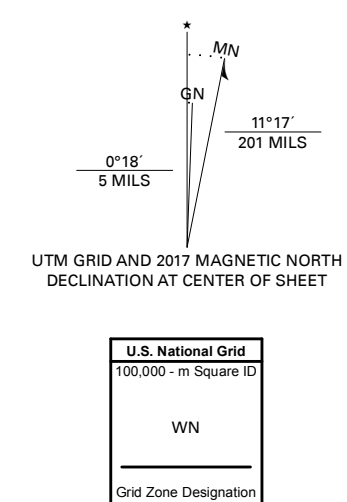 ★
MN
GN
11°17´
201 MILS
0°18´
5 MILS
UTM GRID AND 2017 MAGNETIC NORTH
DECLINATION AT CENTER OF SHEET
U.S. National Grid
100,000 - m Square ID
WN
Grid Zone Designation